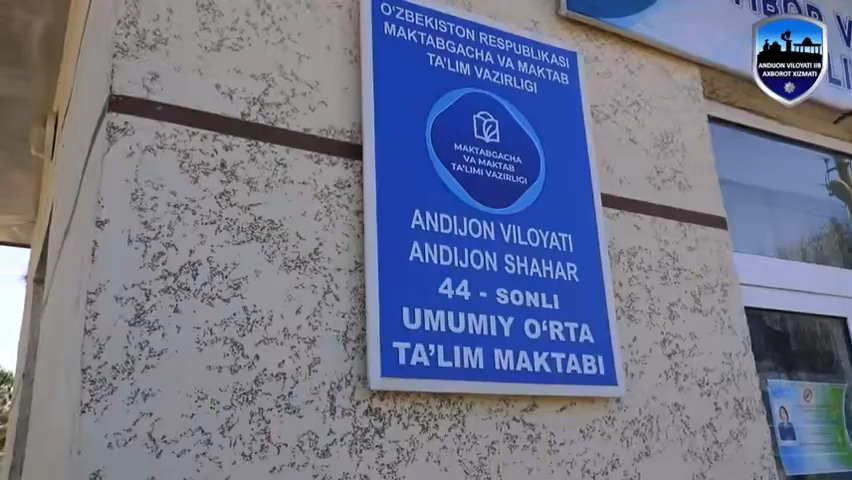 O'ZBEKISTON RESPUBLIKASI
MAKTABGACHA VA MAKTAB
TA'LIM VAZIRLIGI
MAKTABGACHA
VA MAKTAB
TA'LIMI VAZIRLIGI
ANDIJON VILOYATI
ANDIJON SHAHAR
44 - SONLI
UMUMIY O'RTA
TA'LIM MAKTABI
ANDIJON VILOYATI IIB
AXBOROT XIZMATI